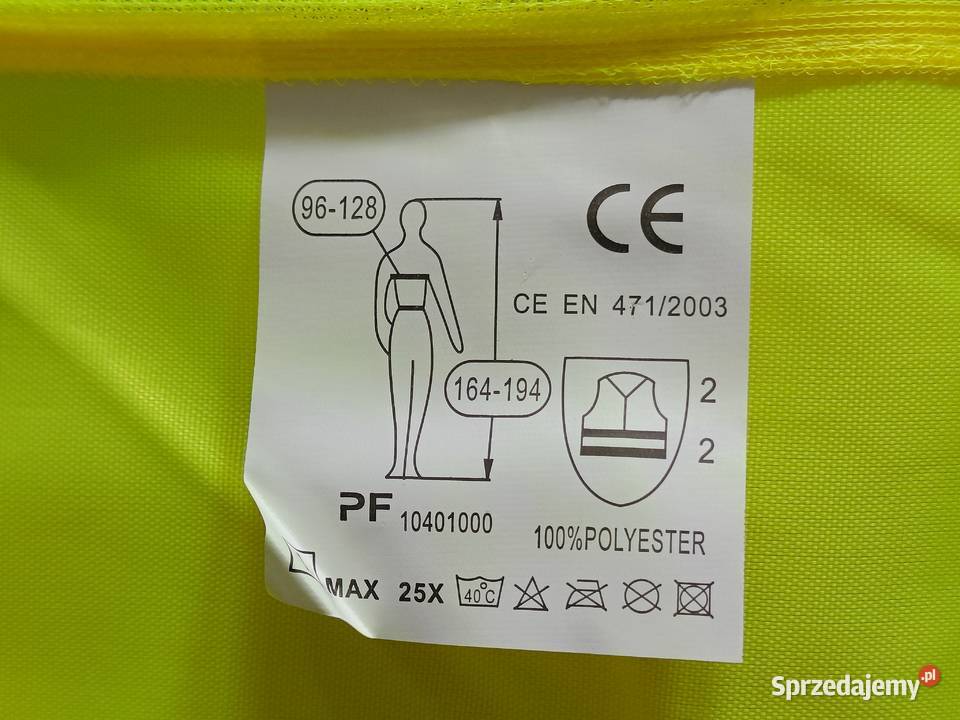 96-128
CE
CE EN 471/2003
164-194
2
2
PF 10401000
100%POLYESTER
MAX 25X 40°C
Sprzedajemy.pl